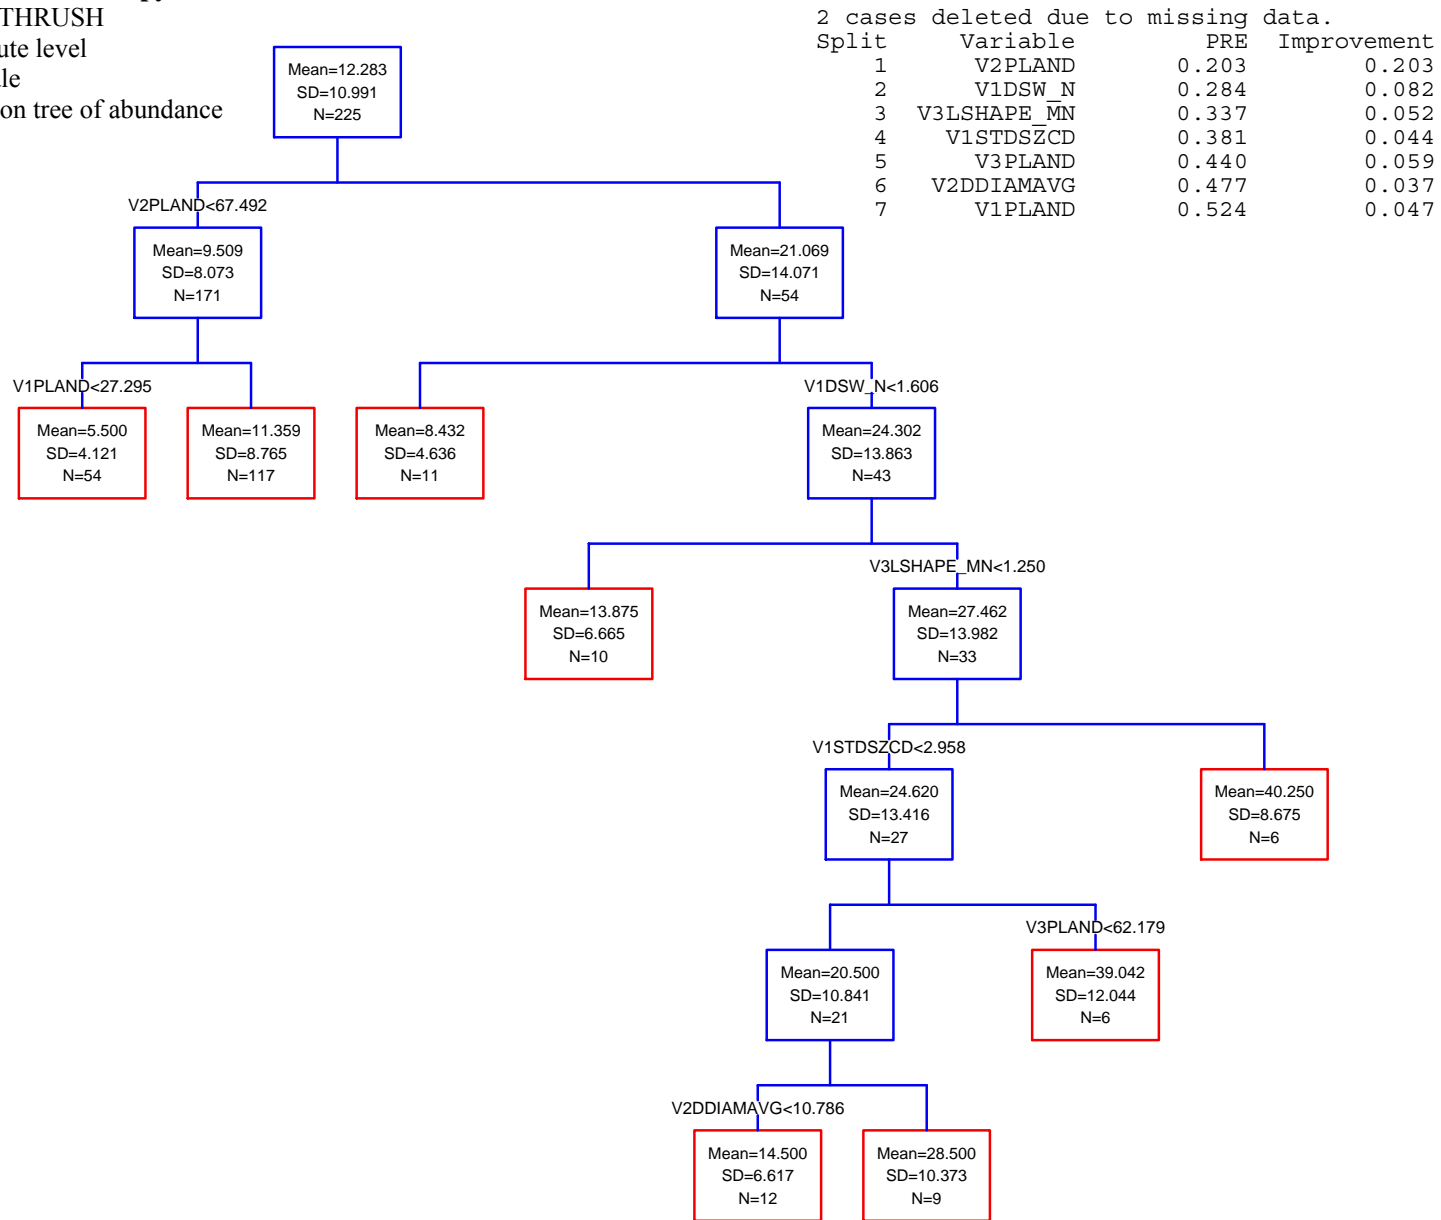 THRUSH
ute level
le
on tree of abundance
2 cases deleted due to missing data.
Split Variable PRE Improvement
1 V2PLAND 0.203 0.203
2 V1DSW_N 0.284 0.082
3 V3LSHAPE_MN 0.337 0.052
4 V1STDSZCD 0.381 0.044
5 V3PLAND 0.440 0.059
6 V2DDIAMAVG 0.477 0.037
7 V1PLAND 0.524 0.047
Mean=12.283
SD=10.991
N=225
V2PLAND<67.492
Mean=9.509
SD=8.073
N=171
Mean=21.069
SD=14.071
N=54
V1PLAND<27.295
Mean=5.500
SD=4.121
N=54
Mean=11.359
SD=8.765
N=117
Mean=8.432
SD=4.636
N=11
V1DSW_N<1.606
Mean=24.302
SD=13.863
N=43
Mean=13.875
SD=6.665
N=10
V3LSHAPE_MN<1.250
Mean=27.462
SD=13.982
N=33
V1STDSZCD<2.958
Mean=24.620
SD=13.416
N=27
Mean=40.250
SD=8.675
N=6
Mean=20.500
SD=10.841
N=21
V3PLAND<62.179
Mean=39.042
SD=12.044
N=6
V2DDIAMAVG<10.786
Mean=14.500
SD=6.617
N=12
Mean=28.500
SD=10.373
N=9